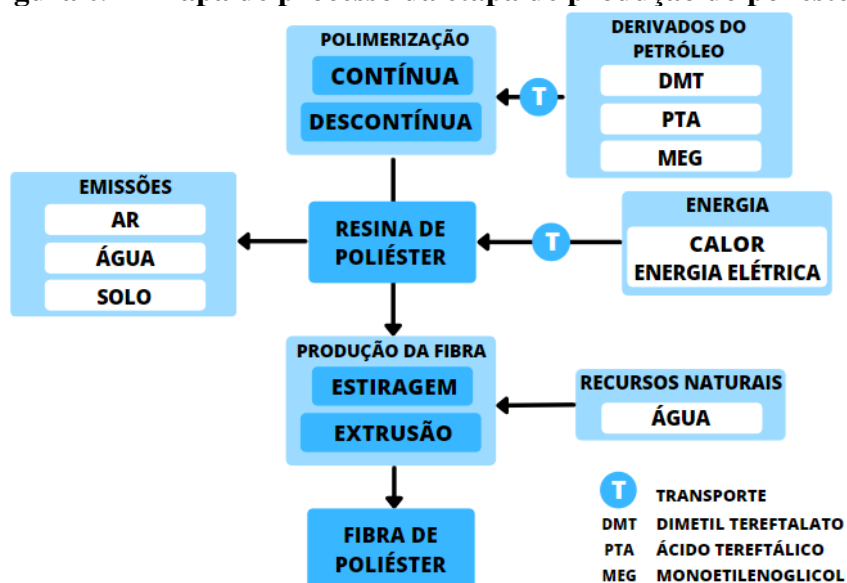 POLIMERIZAÇÃO
CONTÍNUA
DESCONTÍNUA
T
DERIVADOS DO
PETRÓLEO
DMT
PTA
MEG
EMISSÕES
AR
ÁGUA
SOLO
RESINA DE
POLIÉSTER
T
ENERGIA
CALOR
ENERGIA ELÉTRICA
PRODUÇÃO DA FIBRA
ESTIRAGEM
EXTRUSÃO
RECURSOS NATURAIS
ÁGUA
FIBRA DE
POLIÉSTER
T TRANSPORTE
DMT DIMETIL TEREFTALATO
PTA ÁCIDO TEREFTÁLICO
MEG MONOETILENOGLICOL